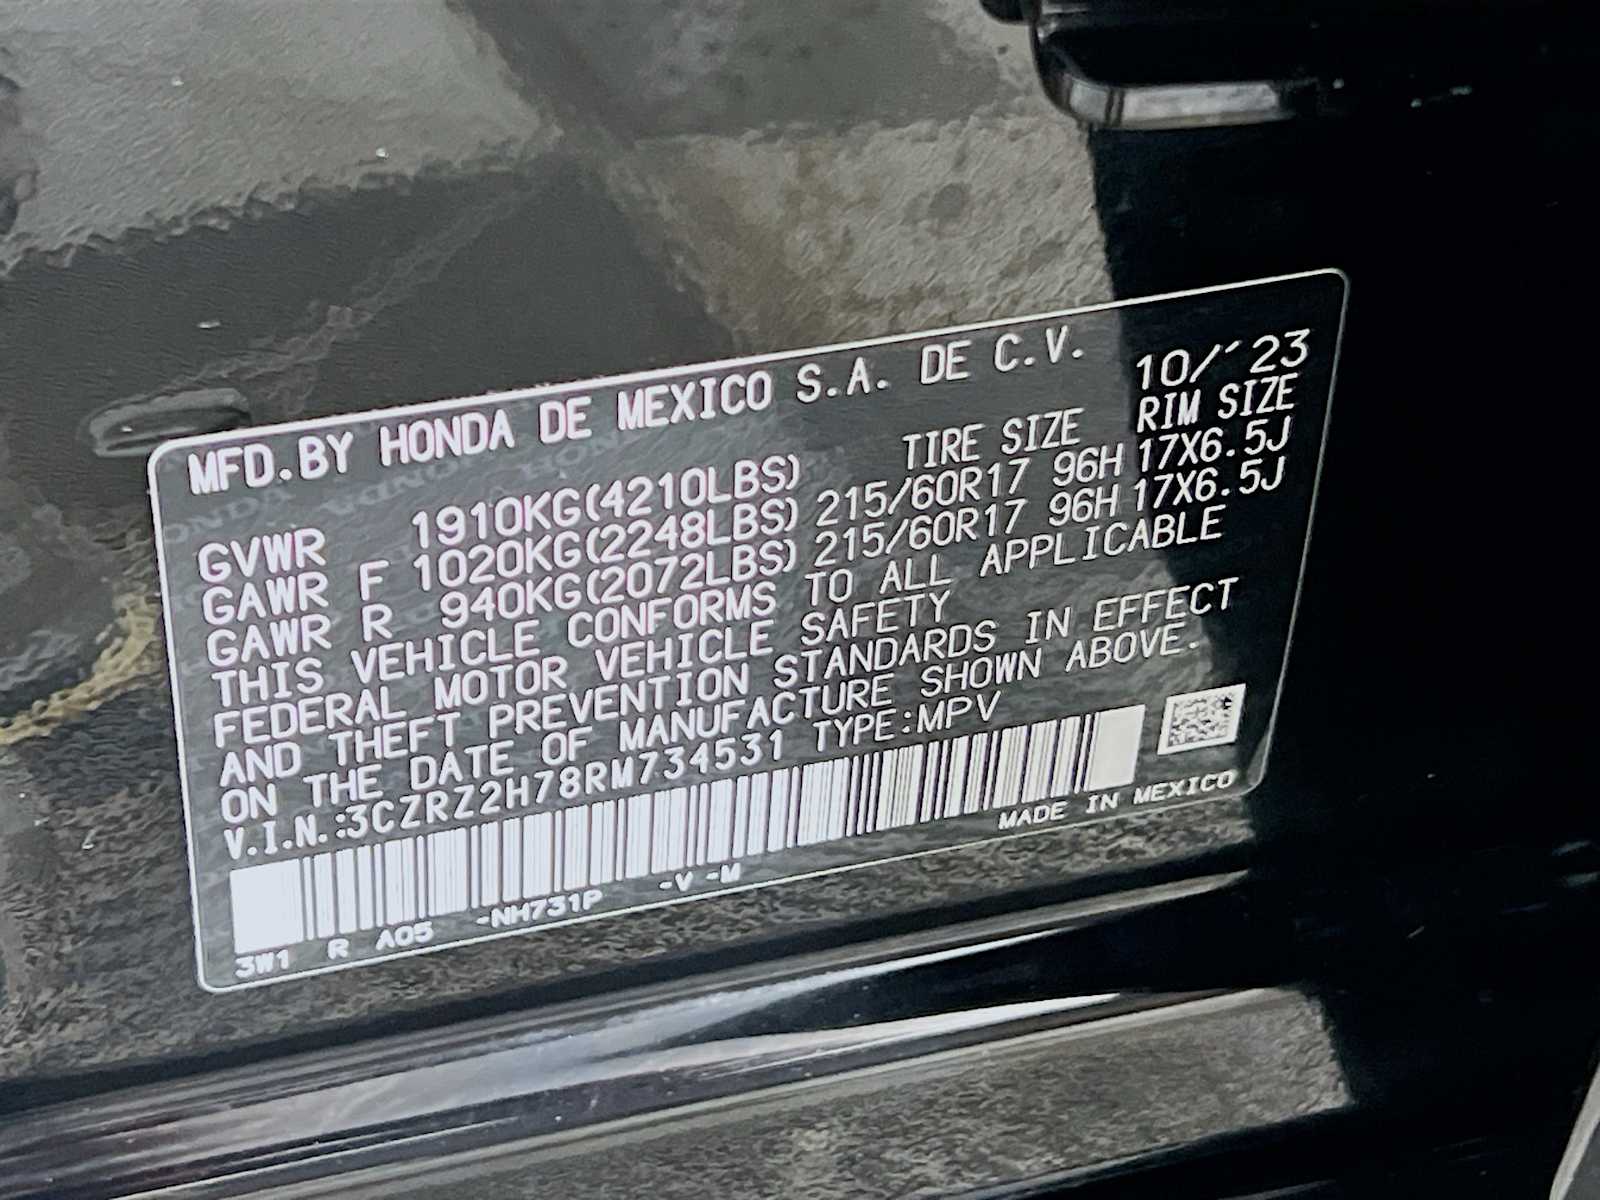 MFD.BY HONDA DE MEXICO S.A. DE C.V. 10/´23
TIRE SIZE RIM SIZE
GVWR 1910KG(4210LBS)
GAWR F 1020KG(2248LBS) 215/60R17 96H 17X6.5J
GAWR R 940KG(2072LBS) 215/60R17 96H 17X6.5J
THIS VEHICLE CONFORMS TO ALL APPLICABLE
FEDERAL MOTOR VEHICLE SAFETY
AND THEFT PREVENTION STANDARDS IN EFFECT
ON THE DATE OF MANUFACTURE SHOWN ABOVE.
V.I.N.:3CZRZ2H78RM734531 TYPE:MPV
MADE IN MEXICO
3W1 R A05 -NH731P -V -M